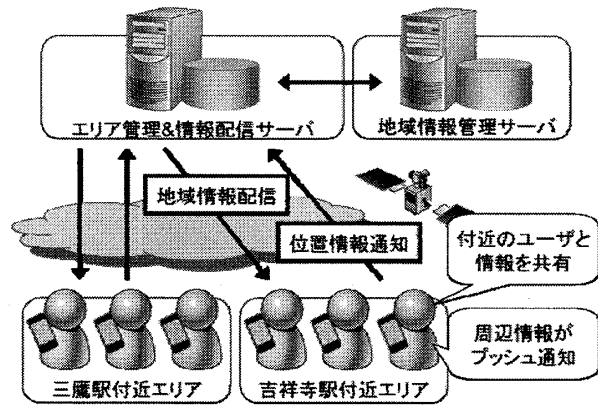 エリア管理&情報配信サーバ
地域情報管理サーバ
地域情報配信
位置情報通知
付近のユーザと
情報を共有
周辺情報が
プッシュ通知
三鷹駅付近エリア
吉祥寺駅付近エリア